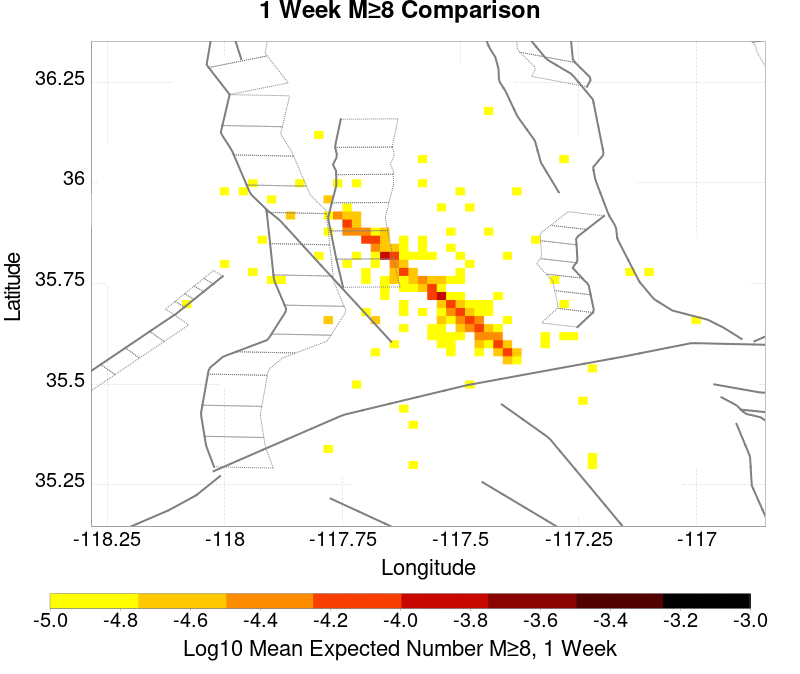 1 Week M≥8 Comparison
36.25
36
35.75
35.5
35.25
Latitude
-118.25 -118 -117.75 -117.5 -117.25 -117
Longitude
-5.0 -4.8 -4.6 -4.4 -4.2 -4.0 -3.8 -3.6 -3.4 -3.2 -3.0
Log10 Mean Expected Number M≥8, 1 Week